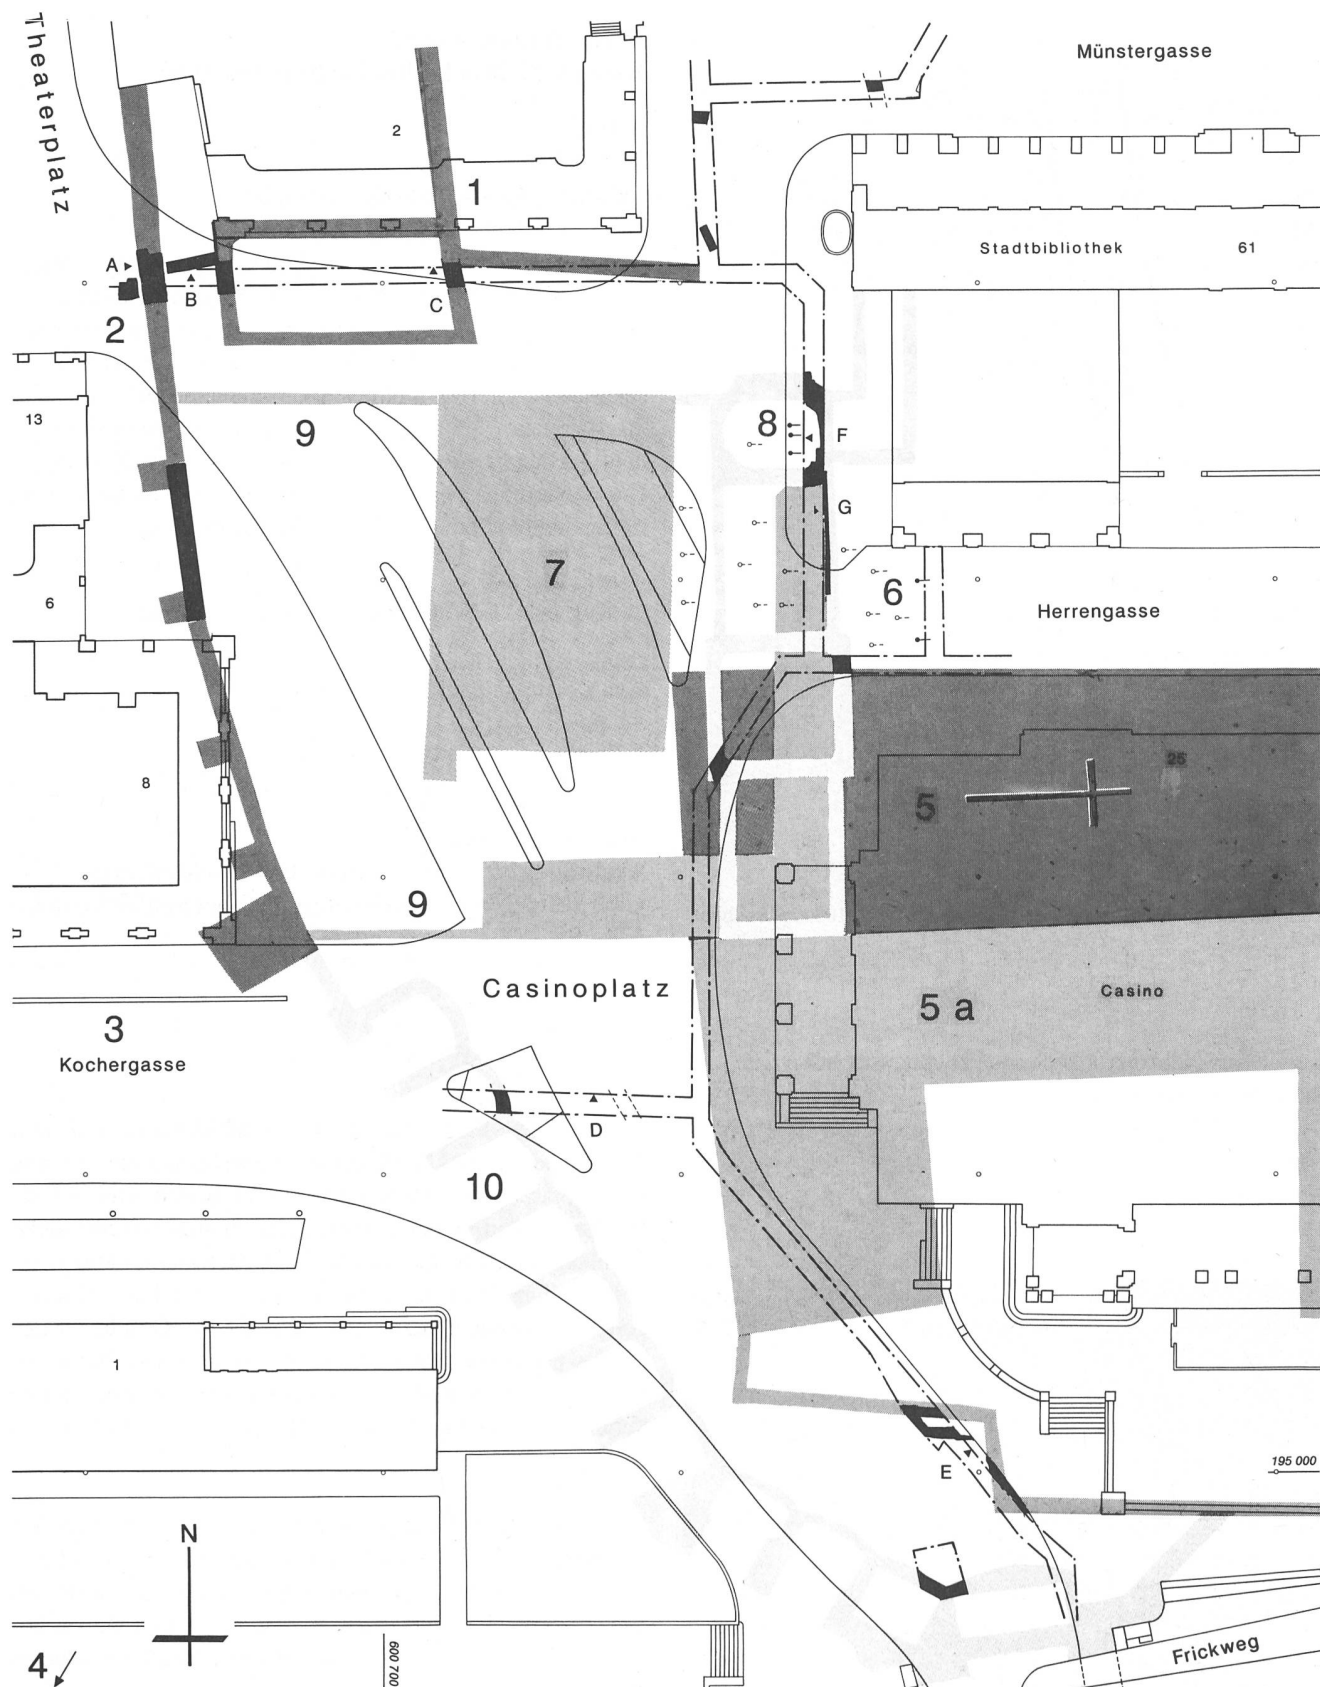 Theaterplatz
Münstergasse
2
1
A
B
C
Stadtbibliothek 61
2
13
9
8
F
G
7
6
6
Herrengasse
8
25
5
9
Casinoplatz
5 a
Casino
3
Kochergasse
D
10
1
E
195 000
N
4
600 700
Frickweg